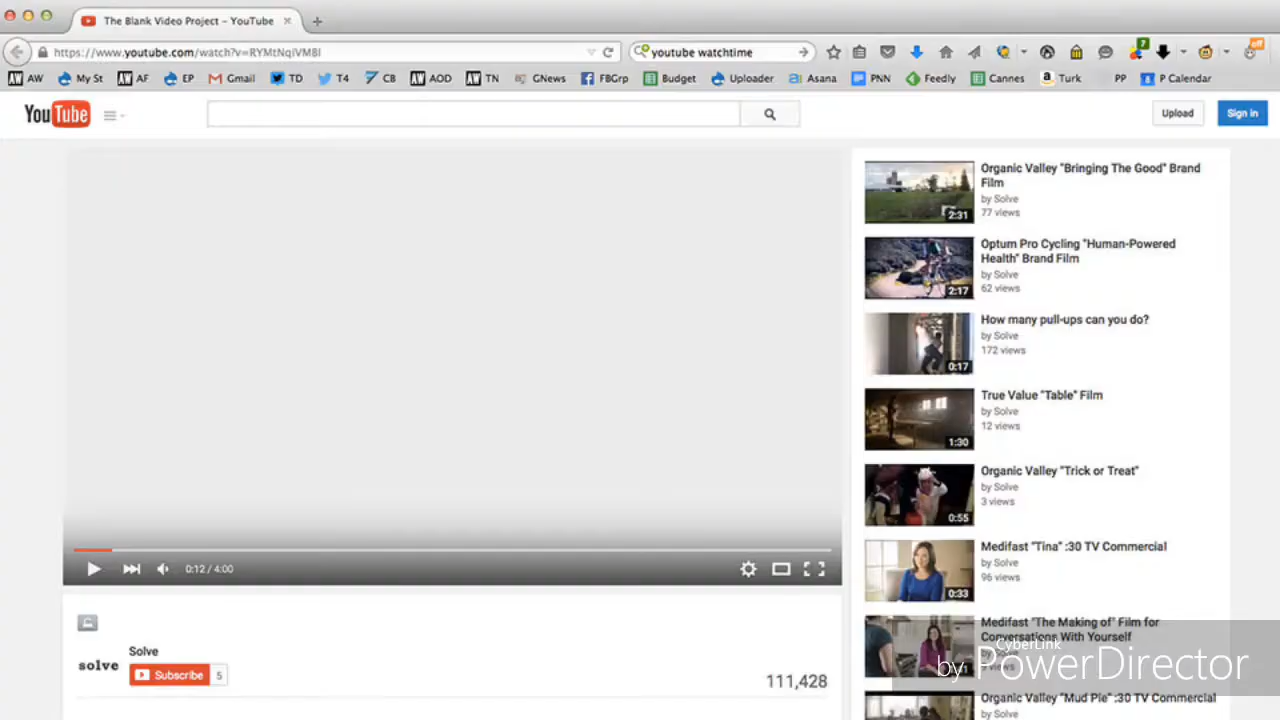 The Blank Video Project - YouTube
https://www.youtube.com/watch?v=RYMtNqiVM8I
youtube watchtime
7
off
AW
My St
AF
EP
Gmail
TD
T4
CB
AOD
TN
GNews
FBGrp
Budget
Uploader
Asana
PNN
Feedly
Cannes
Turk
PP
P Calendar
YouTube
Upload
Sign in
Organic Valley "Bringing The Good" Brand
Film
by Solve
77 views
2:31
Optum Pro Cycling "Human-Powered
Health" Brand Film
by Solve
62 views
2:17
How many pull-ups can you do?
by Solve
172 views
0:17
True Value "Table" Film
by Solve
12 views
1:30
Organic Valley "Trick or Treat"
by Solve
3 views
0:55
Medifast "Tina" :30 TV Commercial
by Solve
96 views
0:33
Medifast "The Making of" Film for
Conversations With Yourself
by Solve
9 views
Organic Valley "Mud Pie" :30 TV Commercial
by Solve
0:12 / 4:00
solve
Solve
Subscribe
5
111,428
CyberLink
by PowerDirector